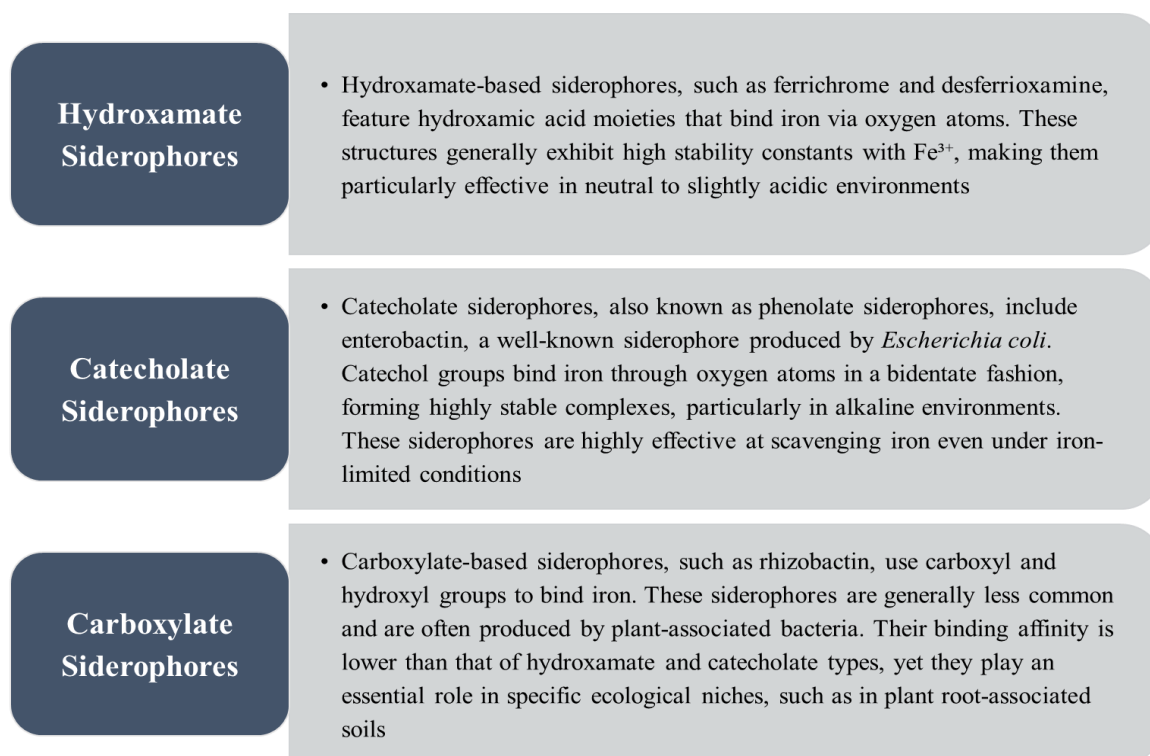 Hydroxamate
Siderophores
• Hydroxamate-based siderophores, such as ferrichrome and desferrioxamine,
feature hydroxamic acid moieties that bind iron via oxygen atoms. These
structures generally exhibit high stability constants with Fe³⁺, making them
particularly effective in neutral to slightly acidic environments
Catecholate
Siderophores
• Catecholate siderophores, also known as phenolate siderophores, include
enterobactin, a well-known siderophore produced by Escherichia coli.
Catechol groups bind iron through oxygen atoms in a bidentate fashion,
forming highly stable complexes, particularly in alkaline environments.
These siderophores are highly effective at scavenging iron even under iron-
limited conditions
Carboxylate
Siderophores
• Carboxylate-based siderophores, such as rhizobactin, use carboxyl and
hydroxyl groups to bind iron. These siderophores are generally less common
and are often produced by plant-associated bacteria. Their binding affinity is
lower than that of hydroxamate and catecholate types, yet they play an
essential role in specific ecological niches, such as in plant root-associated
soils